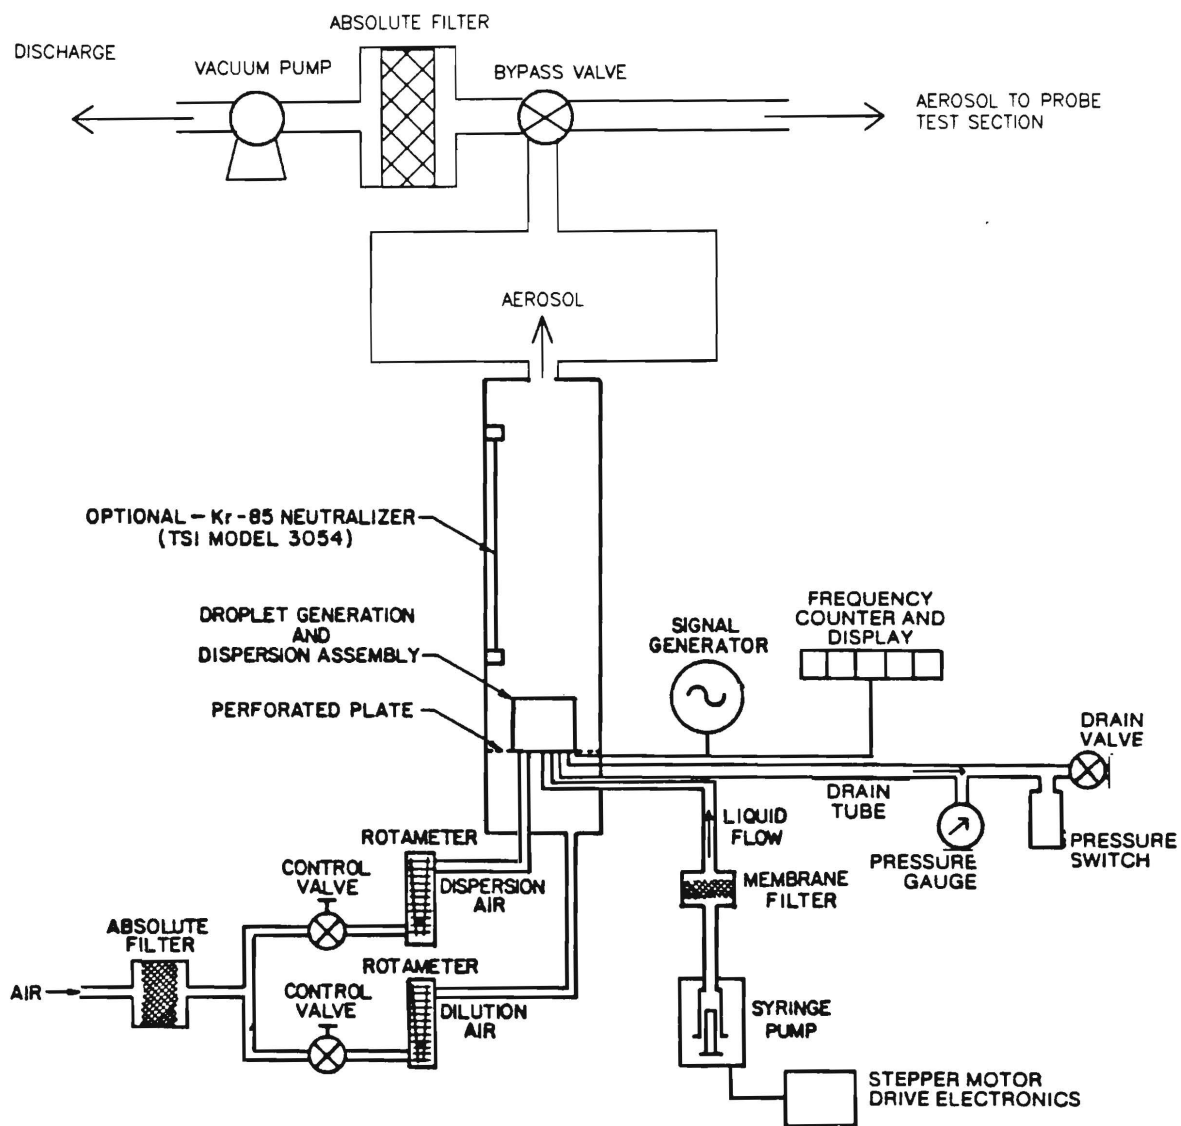 ABSOLUTE FILTER
DISCHARGE
VACUUM PUMP
BYPASS VALVE
AEROSOL TO PROBE
TEST SECTION
AEROSOL
OPTIONAL - Kr-85 NEUTRALIZER
(TSI MODEL 3054)
DROPLET GENERATION
AND
DISPERSION ASSEMBLY
PERFORATED PLATE
SIGNAL
GENERATOR
FREQUENCY
COUNTER AND
DISPLAY
DRAIN
VALVE
DRAIN
TUBE
LIQUID
FLOW
PRESSURE
GAUGE
PRESSURE
SWITCH
ROTAMETER
CONTROL
VALVE
DISPERSION
AIR
MEMBRANE
FILTER
ABSOLUTE
FILTER
AIR
ROTAMETER
CONTROL
VALVE
DILUTION
AIR
SYRINGE
PUMP
STEPPER MOTOR
DRIVE ELECTRONICS